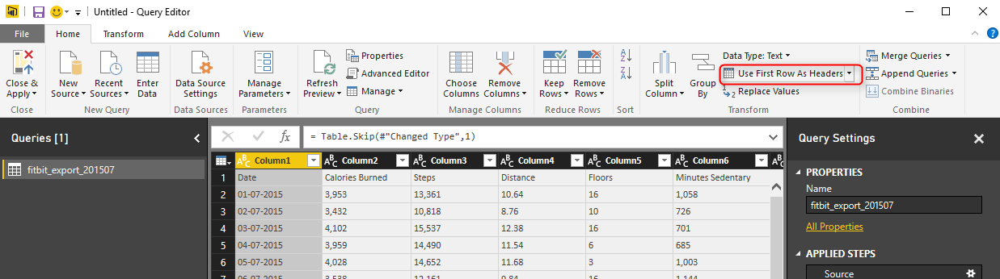 Untitled - Query Editor
File Home Transform Add Column View
Close & Apply New Source Recent Sources Enter Data Data Source Settings Manage Parameters Refresh Preview Properties Advanced Editor Manage Choose Columns Remove Columns Keep Rows Remove Rows Split Column Group By Data Type: Text Use First Row As Headers Replace Values Merge Queries Append Queries Combine Binaries
Close New Query Data Sources Parameters Query Manage Columns Reduce Rows Sort Transform Combine
Queries [1] fx = Table.Skip(#"Changed Type",1) Query Settings
fitbit_export_201507
ABC Column1 ABC Column2 ABC Column3 ABC Column4 ABC Column5 ABC Column6
1 Date Calories Burned Steps Distance Floors Minutes Sedentary
2 01-07-2015 3,953 13,361 10.64 16 1,058
3 02-07-2015 3,432 10,818 8.76 10 726
4 03-07-2015 4,102 15,537 12.38 16 701
5 04-07-2015 3,959 14,490 11.54 6 685
6 05-07-2015 4,028 14,652 11.68 3 1,003
PROPERTIES
Name
fitbit_export_201507
All Properties
APPLIED STEPS
Source